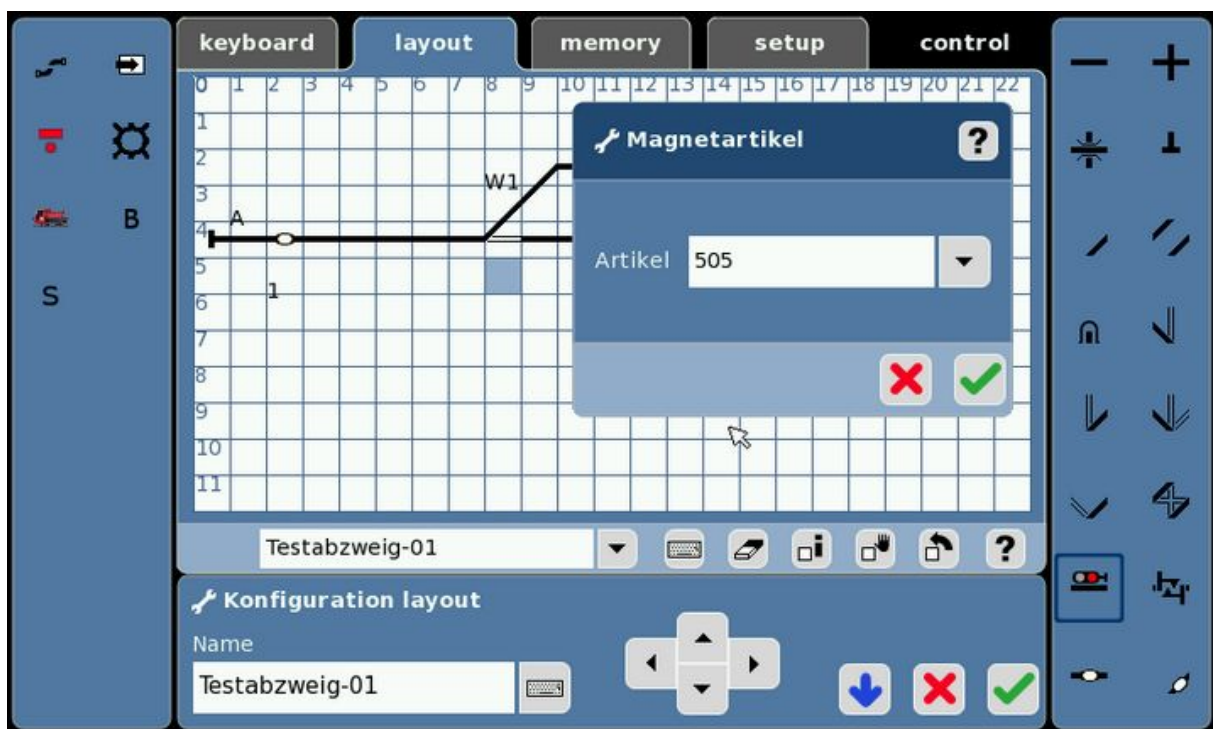 keyboard layout memory setup control
0 1 2 3 4 5 6 7 8 9 10 11 12 13 14 15 16 17 18 19 20 21 22
1
Magnetartikel ?
2
W1
3
A
B
4
Artikel 505
5
1
S
6
7
8
9
10
11
Testabzweig-01 i ?
Konfiguration layout
Name
Testabzweig-01